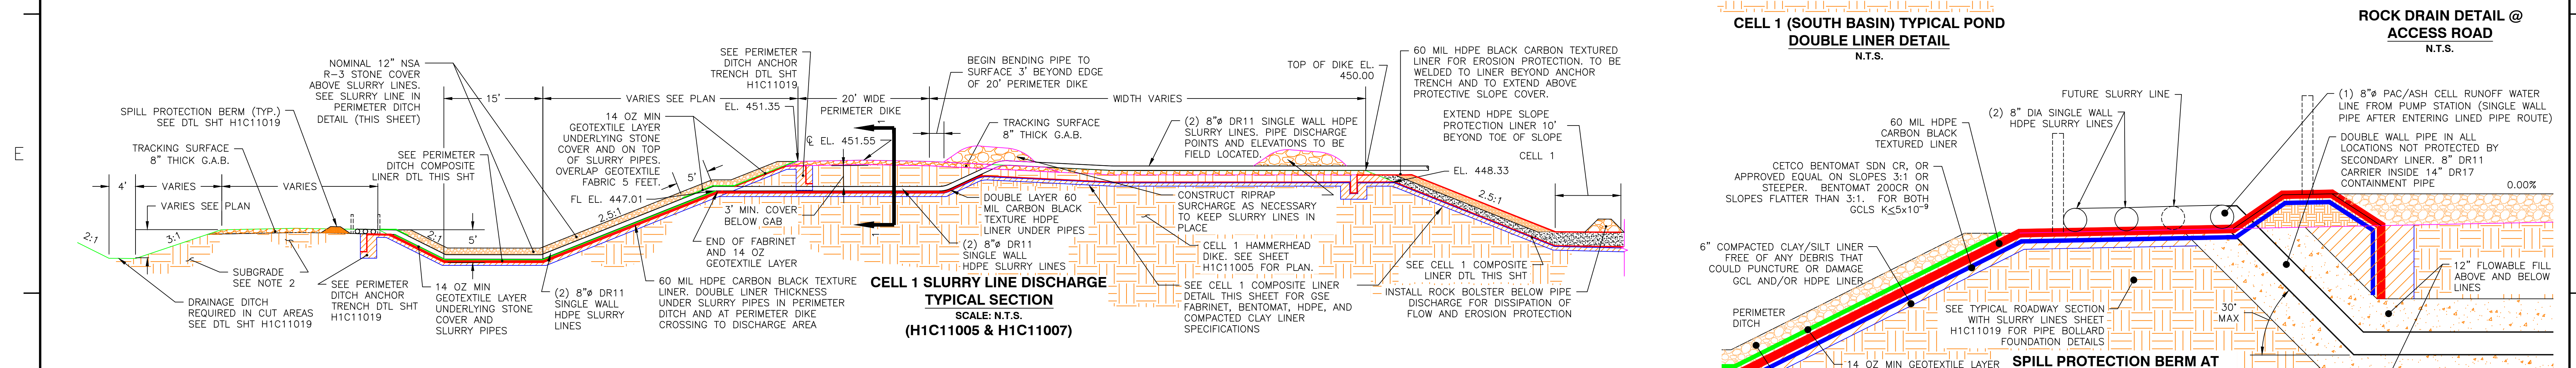 E
NOMINAL 12" NSA
R-3 STONE COVER
ABOVE SLURRY LINES.
SEE SLURRY LINE IN
PERIMETER DITCH
DETAIL (THIS SHEET)
SPILL PROTECTION BERM (TYP.)
SEE DTL SHT H1C11019
TRACKING SURFACE
8" THICK G.A.B.
4'
VARIES
VARIES
VARIES SEE PLAN
2:1
3:1
SUBGRADE
SEE NOTE 2
DRAINAGE DITCH
REQUIRED IN CUT AREAS
SEE DTL SHT H1C11019
SEE PERIMETER
DITCH COMPOSITE
LINER DTL THIS SHT
SEE PERIMETER
DITCH ANCHOR
TRENCH DTL SHT
H1C11019
2:1
5'
15'
14 OZ MIN
GEOTEXTILE LAYER
UNDERLYING STONE
COVER AND
SLURRY PIPES
(2) 8"ø DR11
SINGLE WALL
HDPE SLURRY
LINES
VARIES SEE PLAN
14 OZ MIN
GEOTEXTILE LAYER
UNDERLYING STONE
COVER AND ON TOP
OF SLURRY PIPES.
OVERLAP GEOTEXTILE
FABRIC 5 FEET.
FL EL. 447.01
2.5:1
5'
SEE PERIMETER
DITCH ANCHOR
TRENCH DTL SHT
H1C11019
EL. 451.35
20' WIDE
PERIMETER DIKE
℄ EL. 451.55
3' MIN. COVER
BELOW GAB
END OF FABRINET
AND 14 OZ
GEOTEXTILE LAYER
60 MIL HDPE CARBON BLACK TEXTURE
LINER. DOUBLE LINER THICKNESS
UNDER SLURRY PIPES IN PERIMETER
DITCH AND AT PERIMETER DIKE
CROSSING TO DISCHARGE AREA
BEGIN BENDING PIPE TO
SURFACE 3' BEYOND EDGE
OF 20' PERIMETER DIKE
WIDTH VARIES
TRACKING SURFACE
8" THICK G.A.B.
DOUBLE LAYER 60
MIL CARBON BLACK
TEXTURE HDPE
LINER UNDER PIPES
(2) 8"ø DR11
SINGLE WALL
HDPE SLURRY LINES
(2) 8"ø DR11 SINGLE WALL HDPE
SLURRY LINES. PIPE DISCHARGE
POINTS AND ELEVATIONS TO BE
FIELD LOCATED.
CONSTRUCT RIPRAP
SURCHARGE AS NECESSARY
TO KEEP SLURRY LINES IN
PLACE
CELL 1 HAMMERHEAD
DIKE. SEE SHEET
H1C11005 FOR PLAN.
SEE CELL 1 COMPOSITE LINER
DETAIL THIS SHEET FOR GSE
FABRINET, BENTOMAT, HDPE, AND
COMPACTED CLAY LINER
SPECIFICATIONS
TOP OF DIKE EL.
450.00
60 MIL HDPE BLACK CARBON TEXTURED
LINER FOR EROSION PROTECTION. TO BE
WELDED TO LINER BEYOND ANCHOR
TRENCH AND TO EXTEND ABOVE
PROTECTIVE SLOPE COVER.
EXTEND HDPE SLOPE
PROTECTION LINER 10'
BEYOND TOE OF SLOPE
CELL 1
EL. 448.33
2.5:1
SEE CELL 1 COMPOSITE
LINER DTL THIS SHT
INSTALL ROCK BOLSTER BELOW PIPE
DISCHARGE FOR DISSIPATION OF
FLOW AND EROSION PROTECTION
CELL 1 SLURRY LINE DISCHARGE
TYPICAL SECTION
SCALE: N.T.S.
(H1C11005 & H1C11007)
CELL 1 (SOUTH BASIN) TYPICAL POND
DOUBLE LINER DETAIL
N.T.S.
ROCK DRAIN DETAIL @
ACCESS ROAD
N.T.S.
FUTURE SLURRY LINE
(2) 8" DIA SINGLE WALL
HDPE SLURRY LINES
60 MIL HDPE
CARBON BLACK
TEXTURED LINER
CETCO BENTOMAT SDN CR, OR
APPROVED EQUAL ON SLOPES 3:1 OR
STEEPER. BENTOMAT 200CR ON
SLOPES FLATTER THAN 3:1. FOR BOTH
GCLS K≤5x10⁻⁹
6" COMPACTED CLAY/SILT LINER
FREE OF ANY DEBRIS THAT
COULD PUNCTURE OR DAMAGE
GCL AND/OR HDPE LINER
PERIMETER
DITCH
14 OZ MIN GEOTEXTILE LAYER
SEE TYPICAL ROADWAY SECTION
WITH SLURRY LINES SHEET
H1C11019 FOR PIPE BOLLARD
FOUNDATION DETAILS
30°
MAX
(1) 8"ø PAC/ASH CELL RUNOFF WATER
LINE FROM PUMP STATION (SINGLE WALL
PIPE AFTER ENTERING LINED PIPE ROUTE)
DOUBLE WALL PIPE IN ALL
LOCATIONS NOT PROTECTED BY
SECONDARY LINER. 8" DR11
CARRIER INSIDE 14" DR17
CONTAINMENT PIPE
0.00%
12" FLOWABLE FILL
ABOVE AND BELOW
LINES
SPILL PROTECTION BERM AT